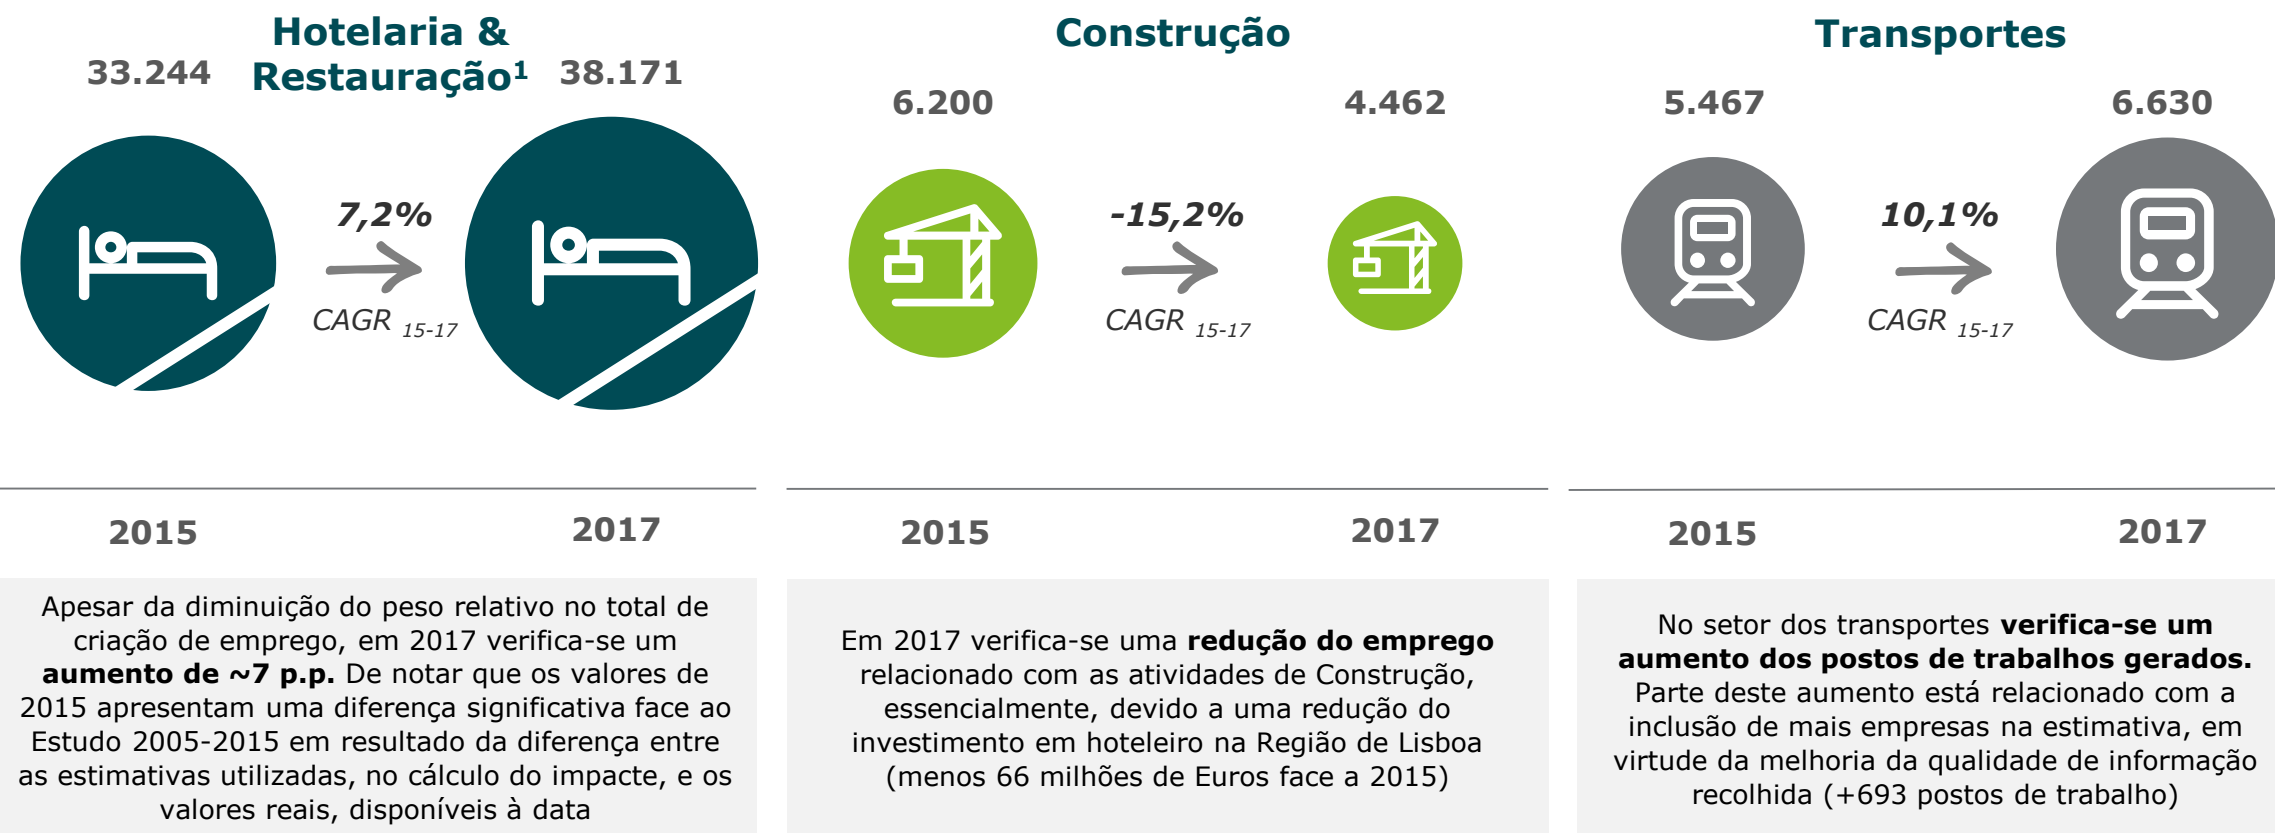 Hotelaria &
Restauração¹
33.244
38.171
7,2%
CAGR 15-17
2015
2017
Apesar da diminuição do peso relativo no total de
criação de emprego, em 2017 verifica-se um
aumento de ~7 p.p. De notar que os valores de
2015 apresentam uma diferença significativa face ao
Estudo 2005-2015 em resultado da diferença entre
as estimativas utilizadas, no cálculo do impacte, e os
valores reais, disponíveis à data
Construção
6.200
4.462
-15,2%
CAGR 15-17
2015
2017
Em 2017 verifica-se uma redução do emprego
relacionado com as atividades de Construção,
essencialmente, devido a uma redução do
investimento em hoteleiro na Região de Lisboa
(menos 66 milhões de Euros face a 2015)
Transportes
5.467
6.630
10,1%
CAGR 15-17
2015
2017
No setor dos transportes verifica-se um
aumento dos postos de trabalhos gerados.
Parte deste aumento está relacionado com a
inclusão de mais empresas na estimativa, em
virtude da melhoria da qualidade de informação
recolhida (+693 postos de trabalho)